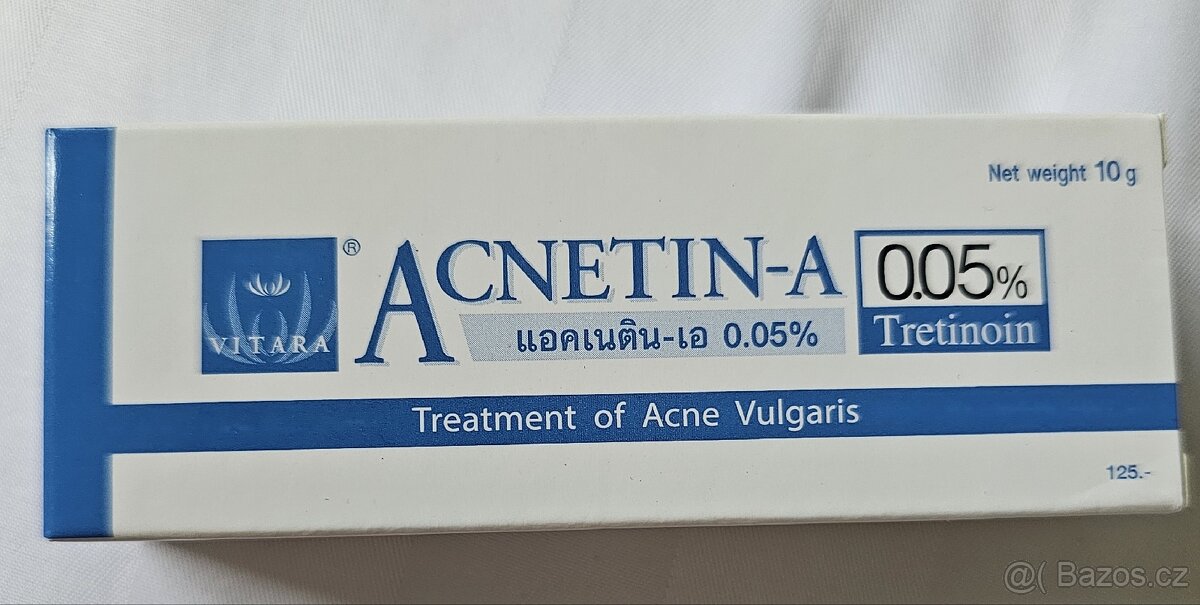 Net weight 10 g
VITARA ®
ACNETIN-A
0.05%
แอคเนติน-เอ 0.05%
Tretinoin
Treatment of Acne Vulgaris
125.-
@( Bazos.cz